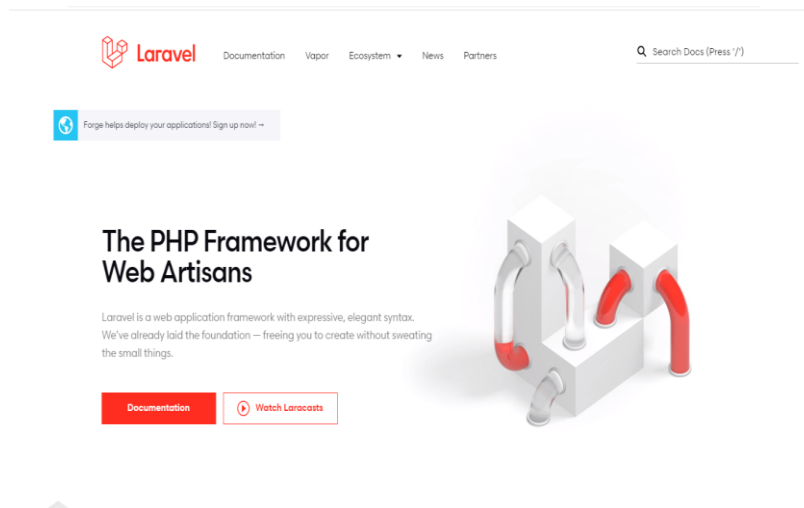 Laravel
Documentation Vapor Ecosystem News Partners
Search Docs (Press '/')
Forge helps deploy your applications! Sign up now! →
The PHP Framework for
Web Artisans
Laravel is a web application framework with expressive, elegant syntax.
We've already laid the foundation — freeing you to create without sweating
the small things.
Documentation
Watch Laracasts